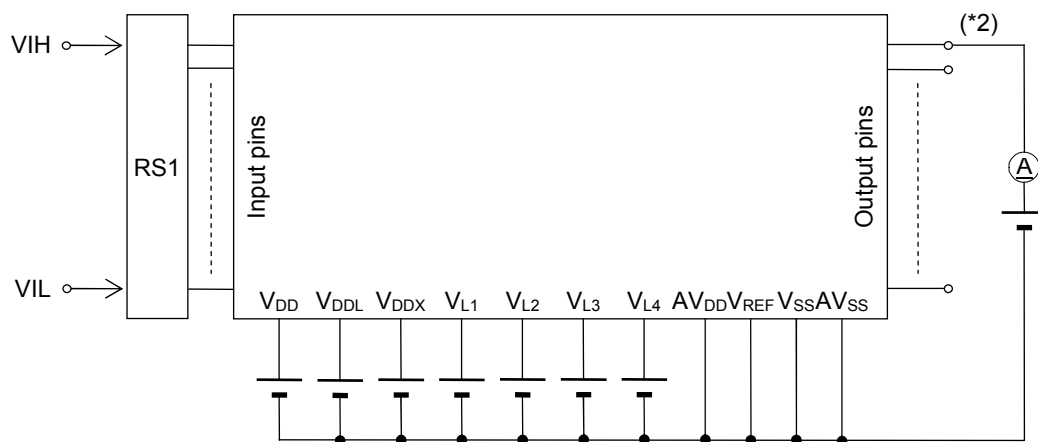 (*2)
VIH
RS1
Input pins
Output pins
A
VIL
VDD VDDL VDDX VL1 VL2 VL3 VL4 AVDD VREF VSS AVSS